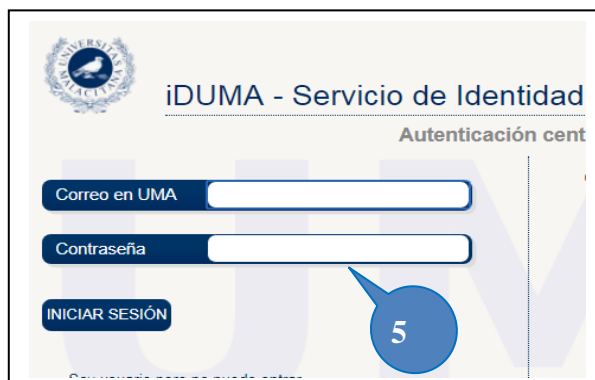 UNIVERSITAS
MALACITANA
iDUMA - Servicio de Identidad
Autenticación cent
Correo en UMA
Contraseña
INICIAR SESIÓN
5